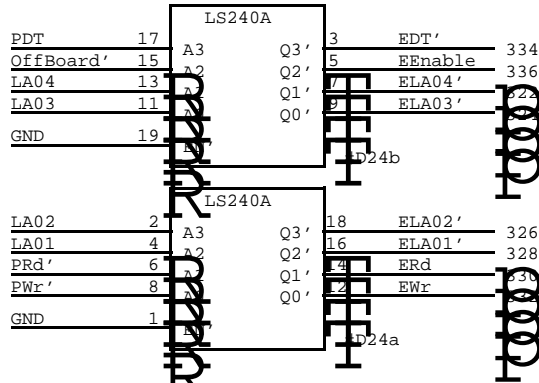 LS240A
PDT 17 A3 Q3' 3 EDT' 334
OffBoard' 15 A2 Q2' 5 EEnable 336
LA04 13 Q1' 7 ELA04'
LA03 11 Q0' 9 ELA03'
GND 19
D24b
LS240A
LA02 2 A3 Q3' 18 ELA02' 326
LA01 4 A2 Q2' 16 ELA01' 328
PRd' 6 Q1' 14 ERd 330
PWr' 8 Q0' 12 EWr
GND 1
D24a